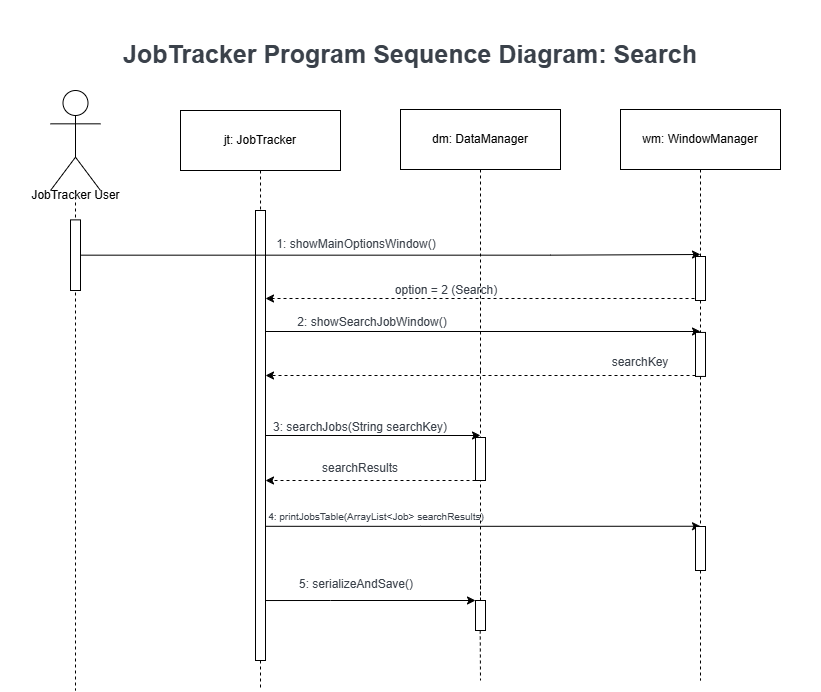 JobTracker Program Sequence Diagram: Search
jt: JobTracker
dm: DataManager
wm: WindowManager
JobTracker User
1: showMainOptionsWindow()
option = 2 (Search)
2: showSearchJobWindow()
searchKey
3: searchJobs(String searchKey)
searchResults
4: printJobsTable(ArrayList<Job> searchResults)
5: serializeAndSave()